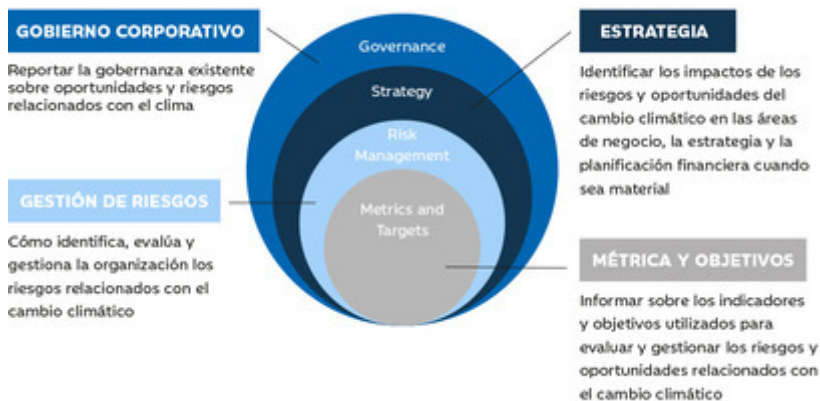 GOBIERNO CORPORATIVO
Reportar la gobernanza existente
sobre oportunidades y riesgos
relacionados con el clima
GESTIÓN DE RIESGOS
Cómo identifica, evalúa y
gestiona la organización los
riesgos relacionados con el
cambio climático
Governance
Strategy
Risk
Management
Metrics and
Targets
ESTRATEGIA
Identificar los impactos de los
riesgos y oportunidades del
cambio climático en las áreas
de negocio, la estrategia y la
planificación financiera cuando
sea material
MÉTRICA Y OBJETIVOS
Informar sobre los indicadores
y objetivos utilizados para
evaluar y gestionar los riesgos y
oportunidades relacionados con
el cambio climático